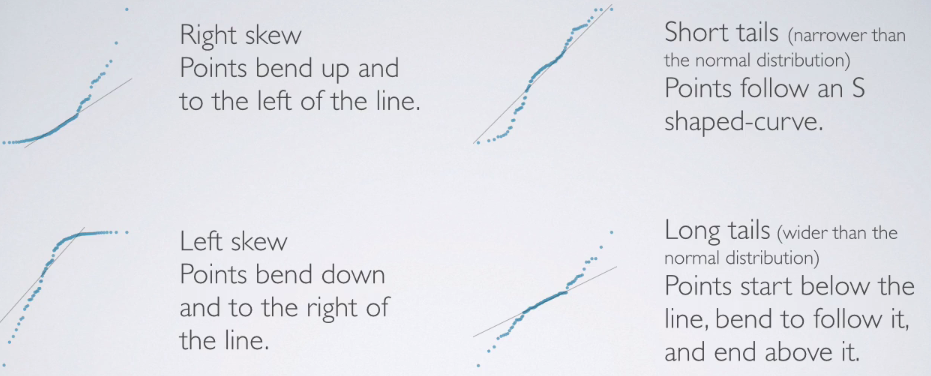 Right skew
Points bend up and
to the left of the line.
Short tails (narrower than
the normal distribution)
Points follow an S
shaped-curve.
Left skew
Points bend down
and to the right of
the line.
Long tails (wider than the
normal distribution)
Points start below the
line, bend to follow it,
and end above it.